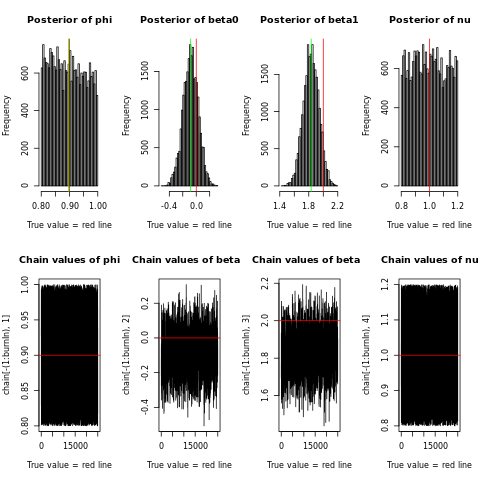 Posterior of phi
Posterior of beta0
Posterior of beta1
Posterior of nu
Frequency
0 200 400 600
0.80 0.90 1.00
True value = red line
Frequency
0 500 1000 1500
-0.4 0.0
True value = red line
Frequency
0 500 1000 1500
1.4 1.8 2.2
True value = red line
Frequency
0 200 400 600
0.8 1.0 1.2
True value = red line
Chain values of phi
Chain values of beta
Chain values of beta
Chain values of nu
chain[-(1:burnIn), 1]
0.80 0.85 0.90 0.95 1.00
0 15000
True value = red line
chain[-(1:burnIn), 2]
-0.4 -0.2 0.0 0.2
0 15000
True value = red line
chain[-(1:burnIn), 3]
1.6 1.8 2.0 2.2
0 15000
True value = red line
chain[-(1:burnIn), 4]
0.8 0.9 1.0 1.1 1.2
0 15000
True value = red line